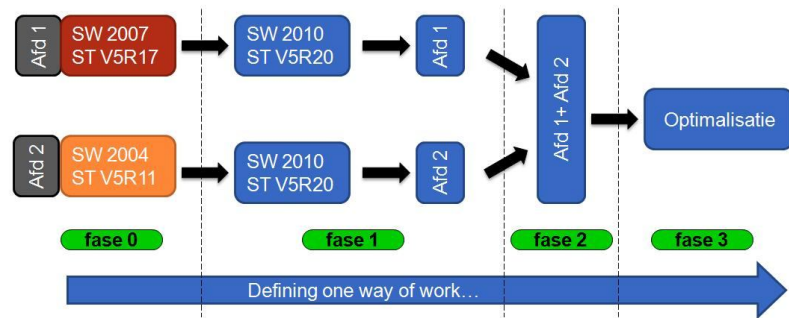 Afd 1
SW 2007
ST V5R17
SW 2010
ST V5R20
Afd 1
Afd 2
SW 2004
ST V5R11
SW 2010
ST V5R20
Afd 2
Afd 1+ Afd 2
Optimalisatie
fase 0
fase 1
fase 2
fase 3
Defining one way of work…